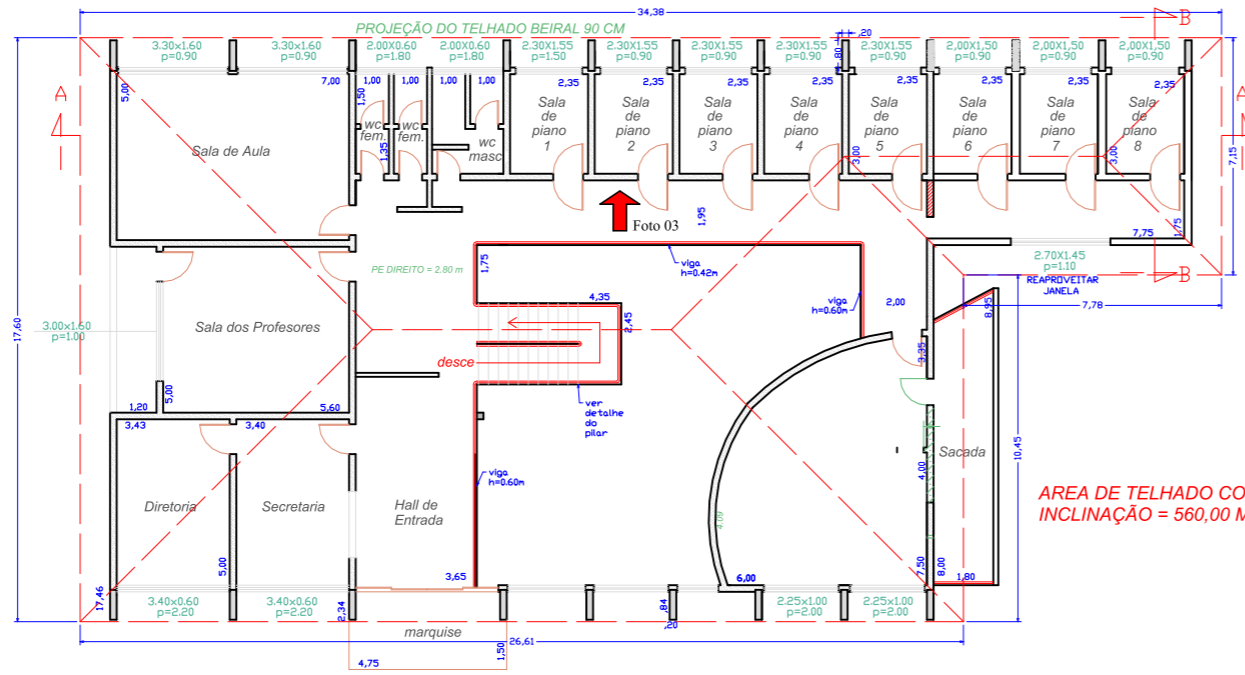 34,38
B
PROJEÇÃO DO TELHADO BEIRAL 90 CM
,20
3.30x1.60
p=0.90
3.30x1.60
p=0.90
2.00X0.60
p=1.80
2.00X0.60
p=1.80
2.30X1.55
p=1.50
2.30X1.55
p=0.90
2.30X1.55
p=0.90
2.30X1.55
p=0.90
2.30X1.55
p=0.90
2.00X1.50
p=0.90
2.00X1.50
p=0.90
2.00X1.50
p=0.90
,80
5,00
7,00
1,00
1,00
1,00
1,00
2,35
2,35
2,35
2,35
2,35
2,35
2,35
2,35
A
A
1,50
Sala de Aula
wc
fem.
wc
fem.
1,35
wc
masc
Sala
de
piano
1
Sala
de
piano
2
Sala
de
piano
3
Sala
de
piano
4
Sala
de
piano
5
Sala
de
piano
6
Sala
de
piano
7
Sala
de
piano
8
3,00
3,00
7,15
Foto 03
1,95
7,75
1,75
PE DIREITO = 2.80 m
1,75
viga
h=0.42m
2.70X1.45
p=1.10
B
REAPROVEITAR
JANELA
7,78
4,35
viga
h=0.60m
2,00
8,95
17,60
3.00x1.60
p=1.00
Sala dos Profesores
2,45
desce
3,35
5,00
1,20
5,60
3,43
3,40
ver
detalhe
do
pilar
10,45
Sacada
4,00
viga
h=0.60m
Diretoria
Secretaria
Hall de
Entrada
AREA DE TELHADO CO
INCLINAÇÃO = 560,00 M
4.09
5,00
3,65
6,00
7,50
8,00
1,80
17,46
3.40x0.60
p=2.20
3.40x0.60
p=2.20
2,34
,84
2.25x1.00
p=2.00
2.25x1.00
p=2.00
,20
marquise
26,61
1,50
4,75